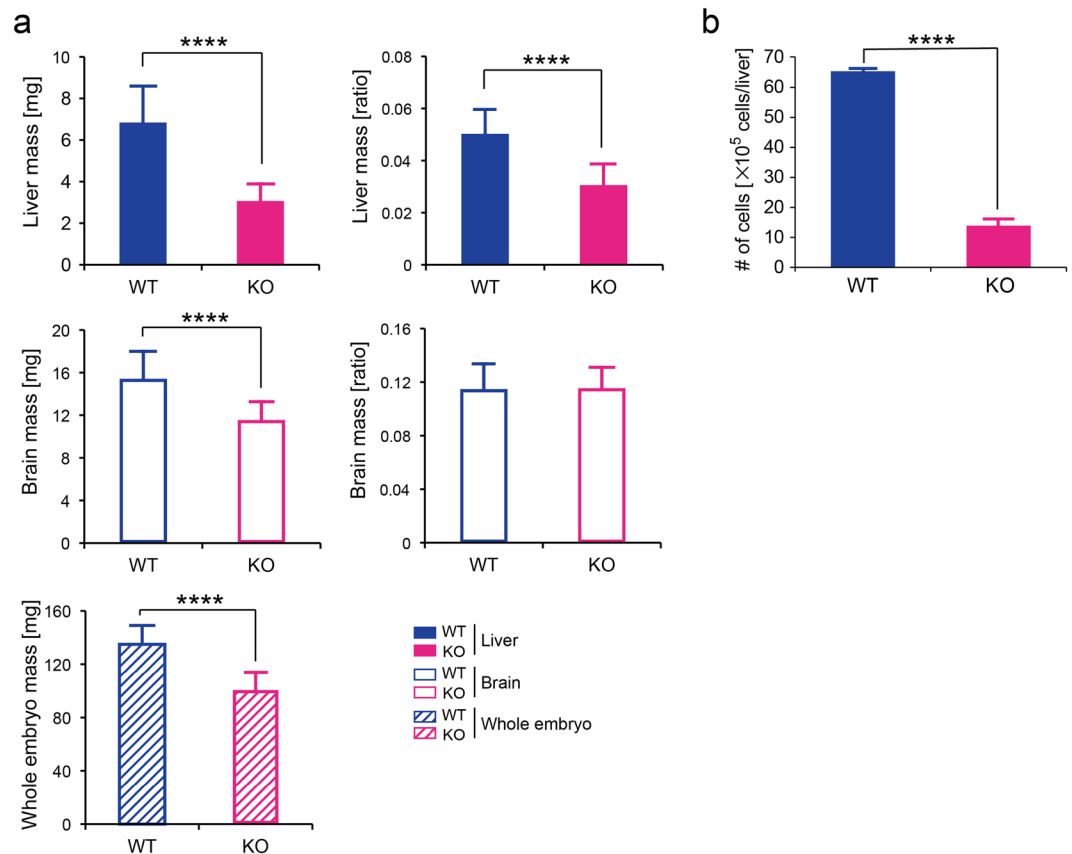 a
b
****
Liver mass [mg]
10
8
6
4
2
0
WT
KO
****
Liver mass [ratio]
0.08
0.06
0.04
0.02
0
WT
KO
****
# of cells [×10⁵ cells/liver]
70
60
50
40
30
20
10
0
WT
KO
****
Brain mass [mg]
20
16
12
8
4
0
WT
KO
Brain mass [ratio]
0.16
0.12
0.08
0.04
0
WT
KO
****
Whole embryo mass [mg]
160
120
80
40
0
WT
KO
WT
KO
Liver
WT
KO
Brain
WT
KO
Whole embryo